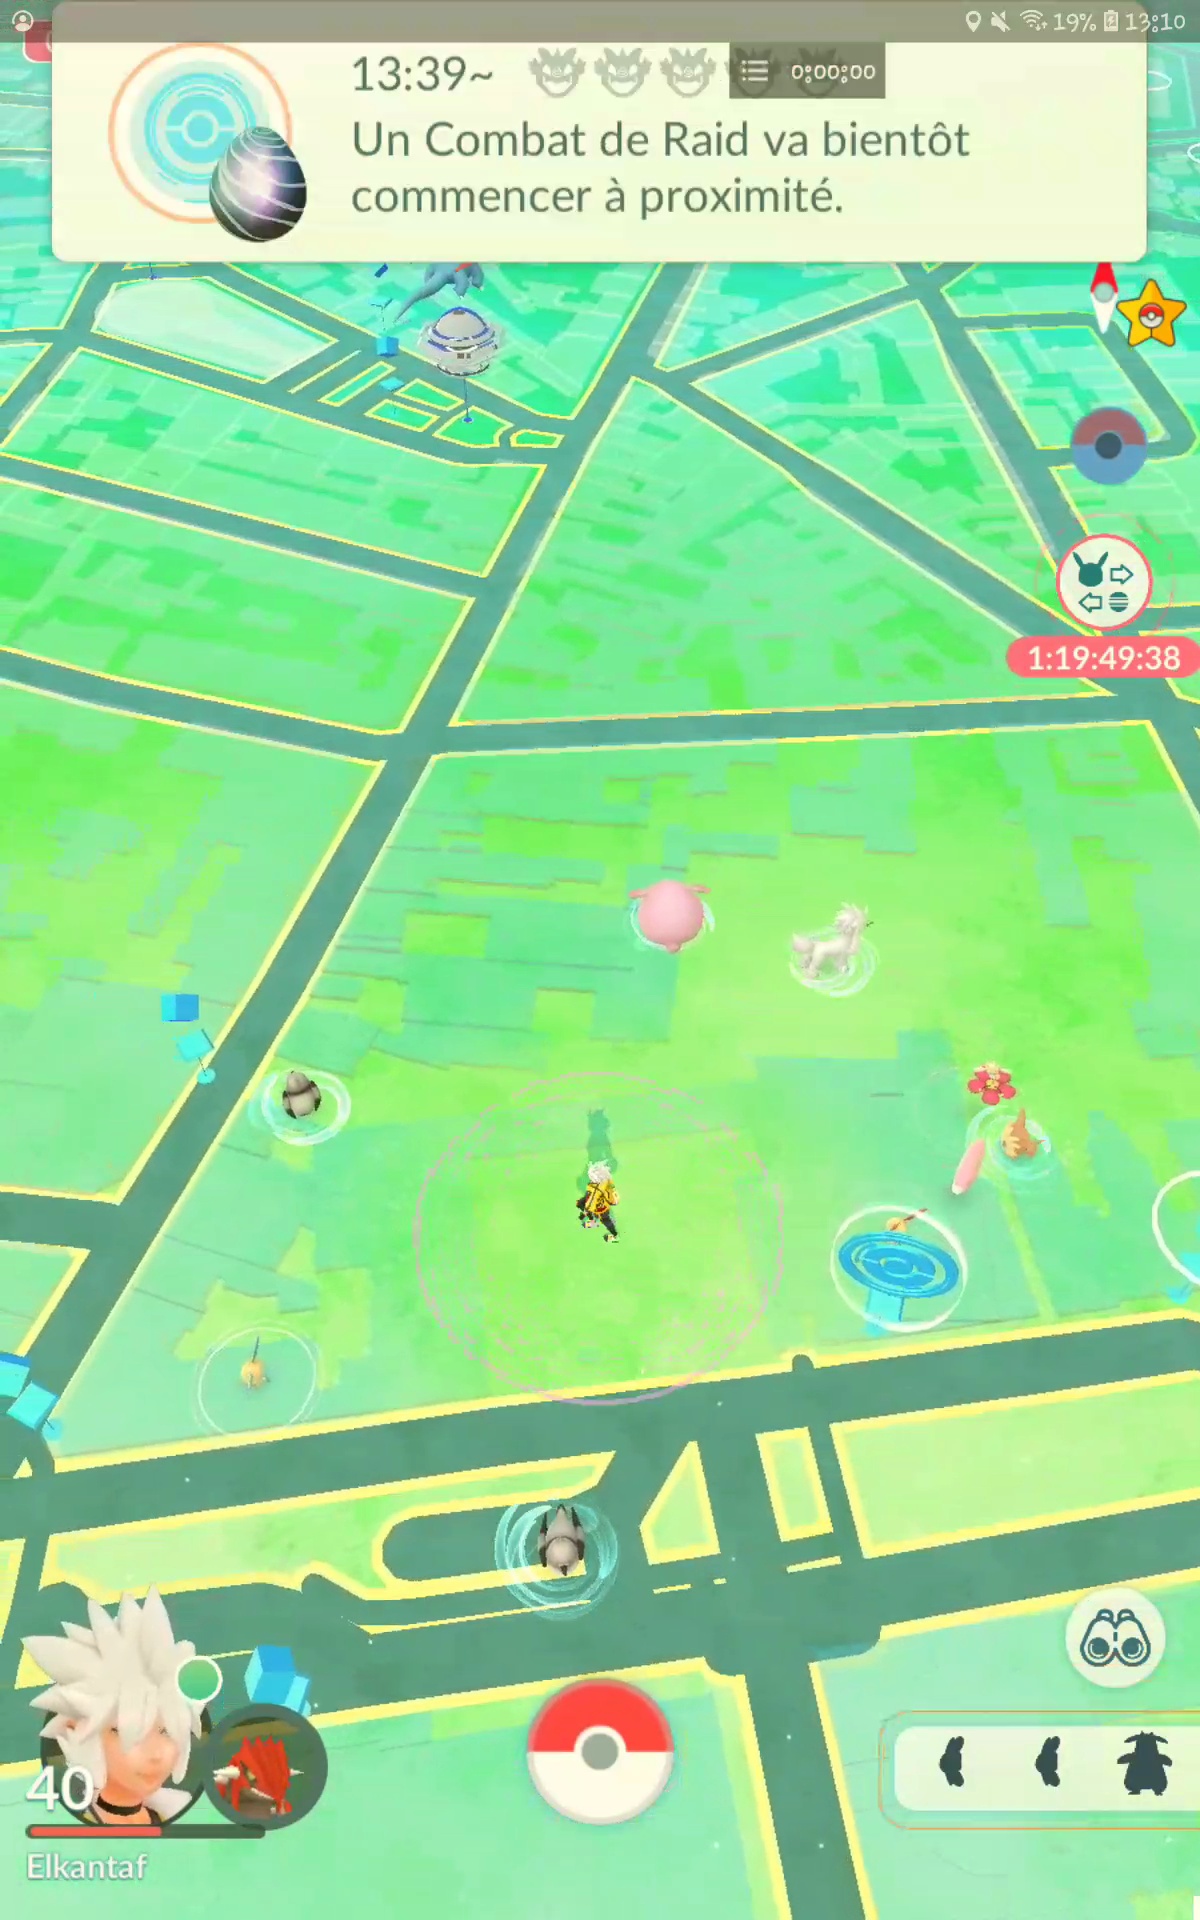 19% 13:10
13:39~
0:00:00
Un Combat de Raid va bientôt
commencer à proximité.
1:19:49:38
40
Elkantaf